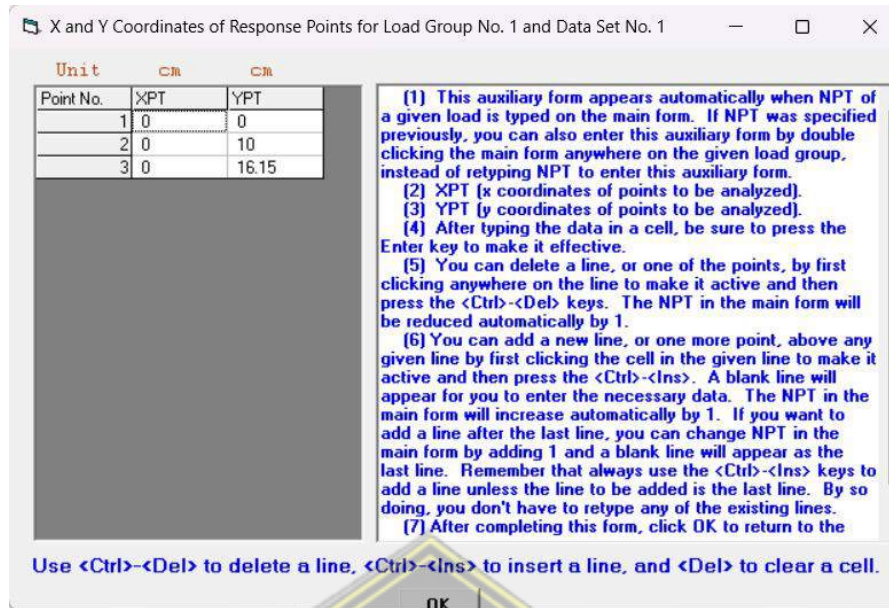 X and Y Coordinates of Response Points for Load Group No. 1 and Data Set No. 1
Unit cm cm
Point No. XPT YPT
1 0 0
2 0 10
3 0 16.15
(1) This auxiliary form appears automatically when NPT of
a given load is typed on the main form. If NPT was specified
previously, you can also enter this auxiliary form by double
clicking the main form anywhere on the given load group,
instead of retyping NPT to enter this auxiliary form.
(2) XPT (x coordinates of points to be analyzed).
(3) YPT (y coordinates of points to be analyzed).
(4) After typing the data in a cell, be sure to press the
Enter key to make it effective.
(5) You can delete a line, or one of the points, by first
clicking anywhere on the line to make it active and then
press the <Ctrl>-<Del> keys. The NPT in the main form will
be reduced automatically by 1.
(6) You can add a new line, or one more point, above any
given line by first clicking the cell in the given line to make it
active and then press the <Ctrl>-<Ins>. A blank line will
appear for you to enter the necessary data. The NPT in the
main form will increase automatically by 1. If you want to
add a line after the last line, you can change NPT in the
main form by adding 1 and a blank line will appear as the
last line. Remember that always use the <Ctrl>-<Ins> keys to
add a line unless the line to be added is the last line. By so
doing, you don't have to retype any of the existing lines.
(7) After completing this form, click OK to return to the
Use <Ctrl>-<Del> to delete a line, <Ctrl>-<Ins> to insert a line, and <Del> to clear a cell.
OK